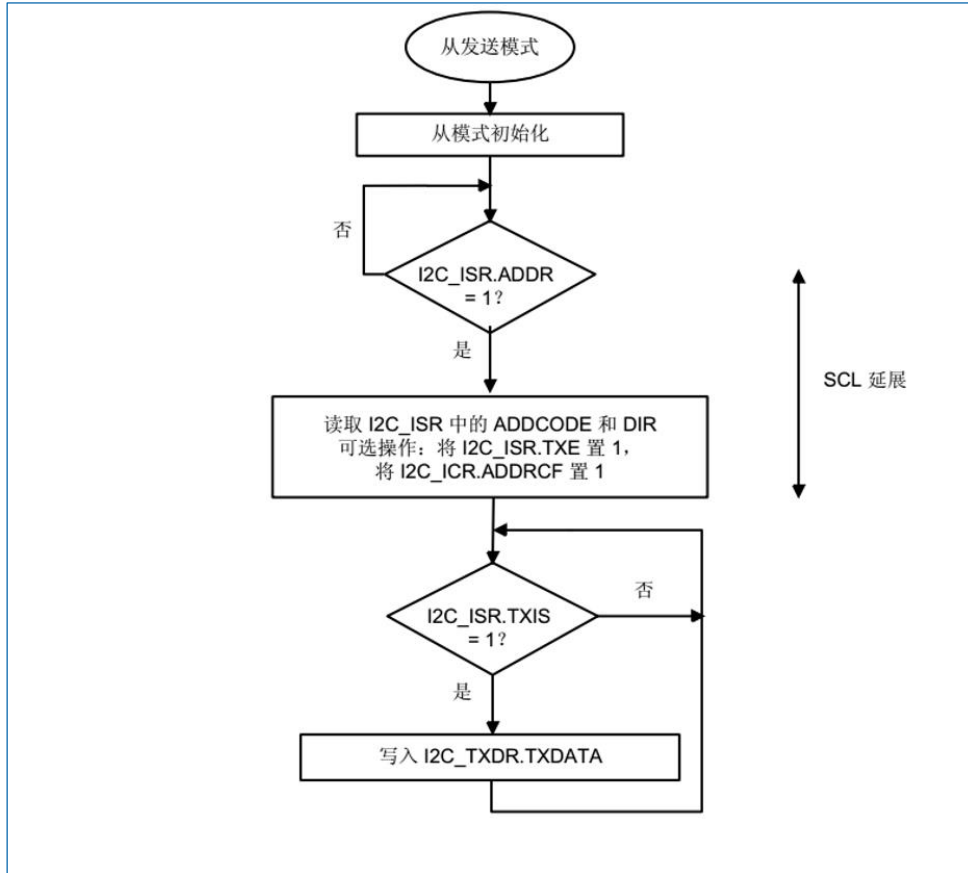 从发送模式
从模式初始化
否
I2C_ISR.ADDR
= 1?
是
SCL 延展
读取 I2C_ISR 中的 ADDCODE 和 DIR
可选操作：将 I2C_ISR.TXE 置 1，
将 I2C_ICR.ADDRCF 置 1
否
I2C_ISR.TXIS
= 1?
是
写入 I2C_TXDR.TXDATA